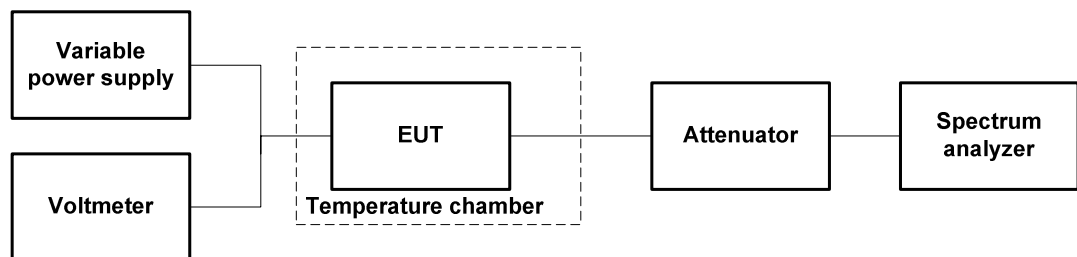 Variable
power supply
Voltmeter
EUT
Temperature chamber
Attenuator
Spectrum
analyzer